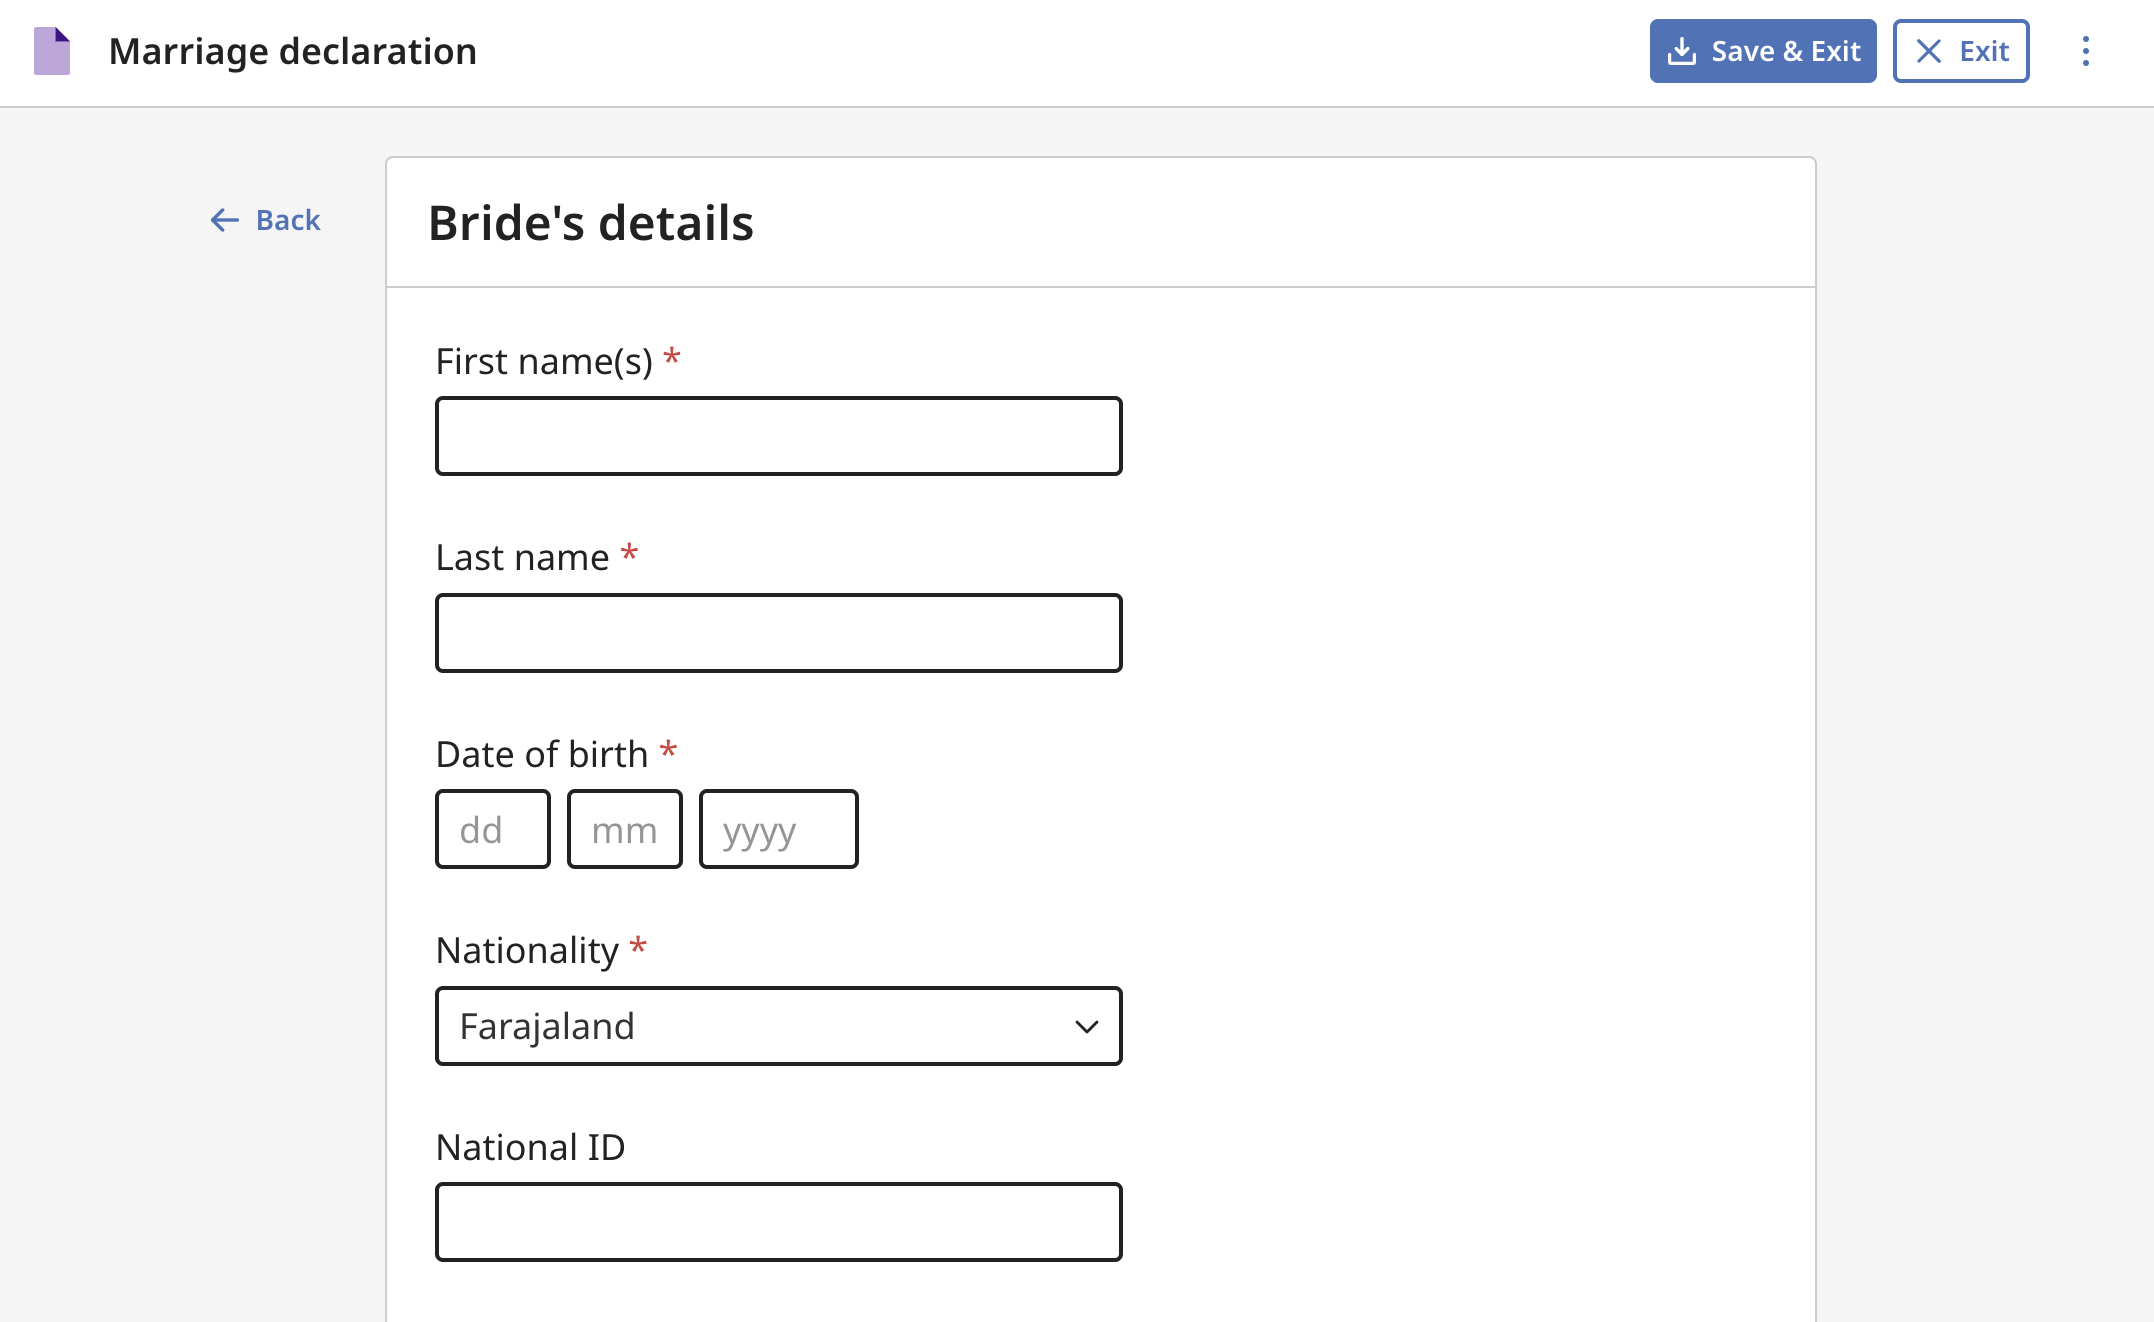 Marriage declaration
Save & Exit
Exit
Back
Bride's details
First name(s) *
Last name *
Date of birth *
dd mm yyyy
Nationality *
Farajaland
National ID